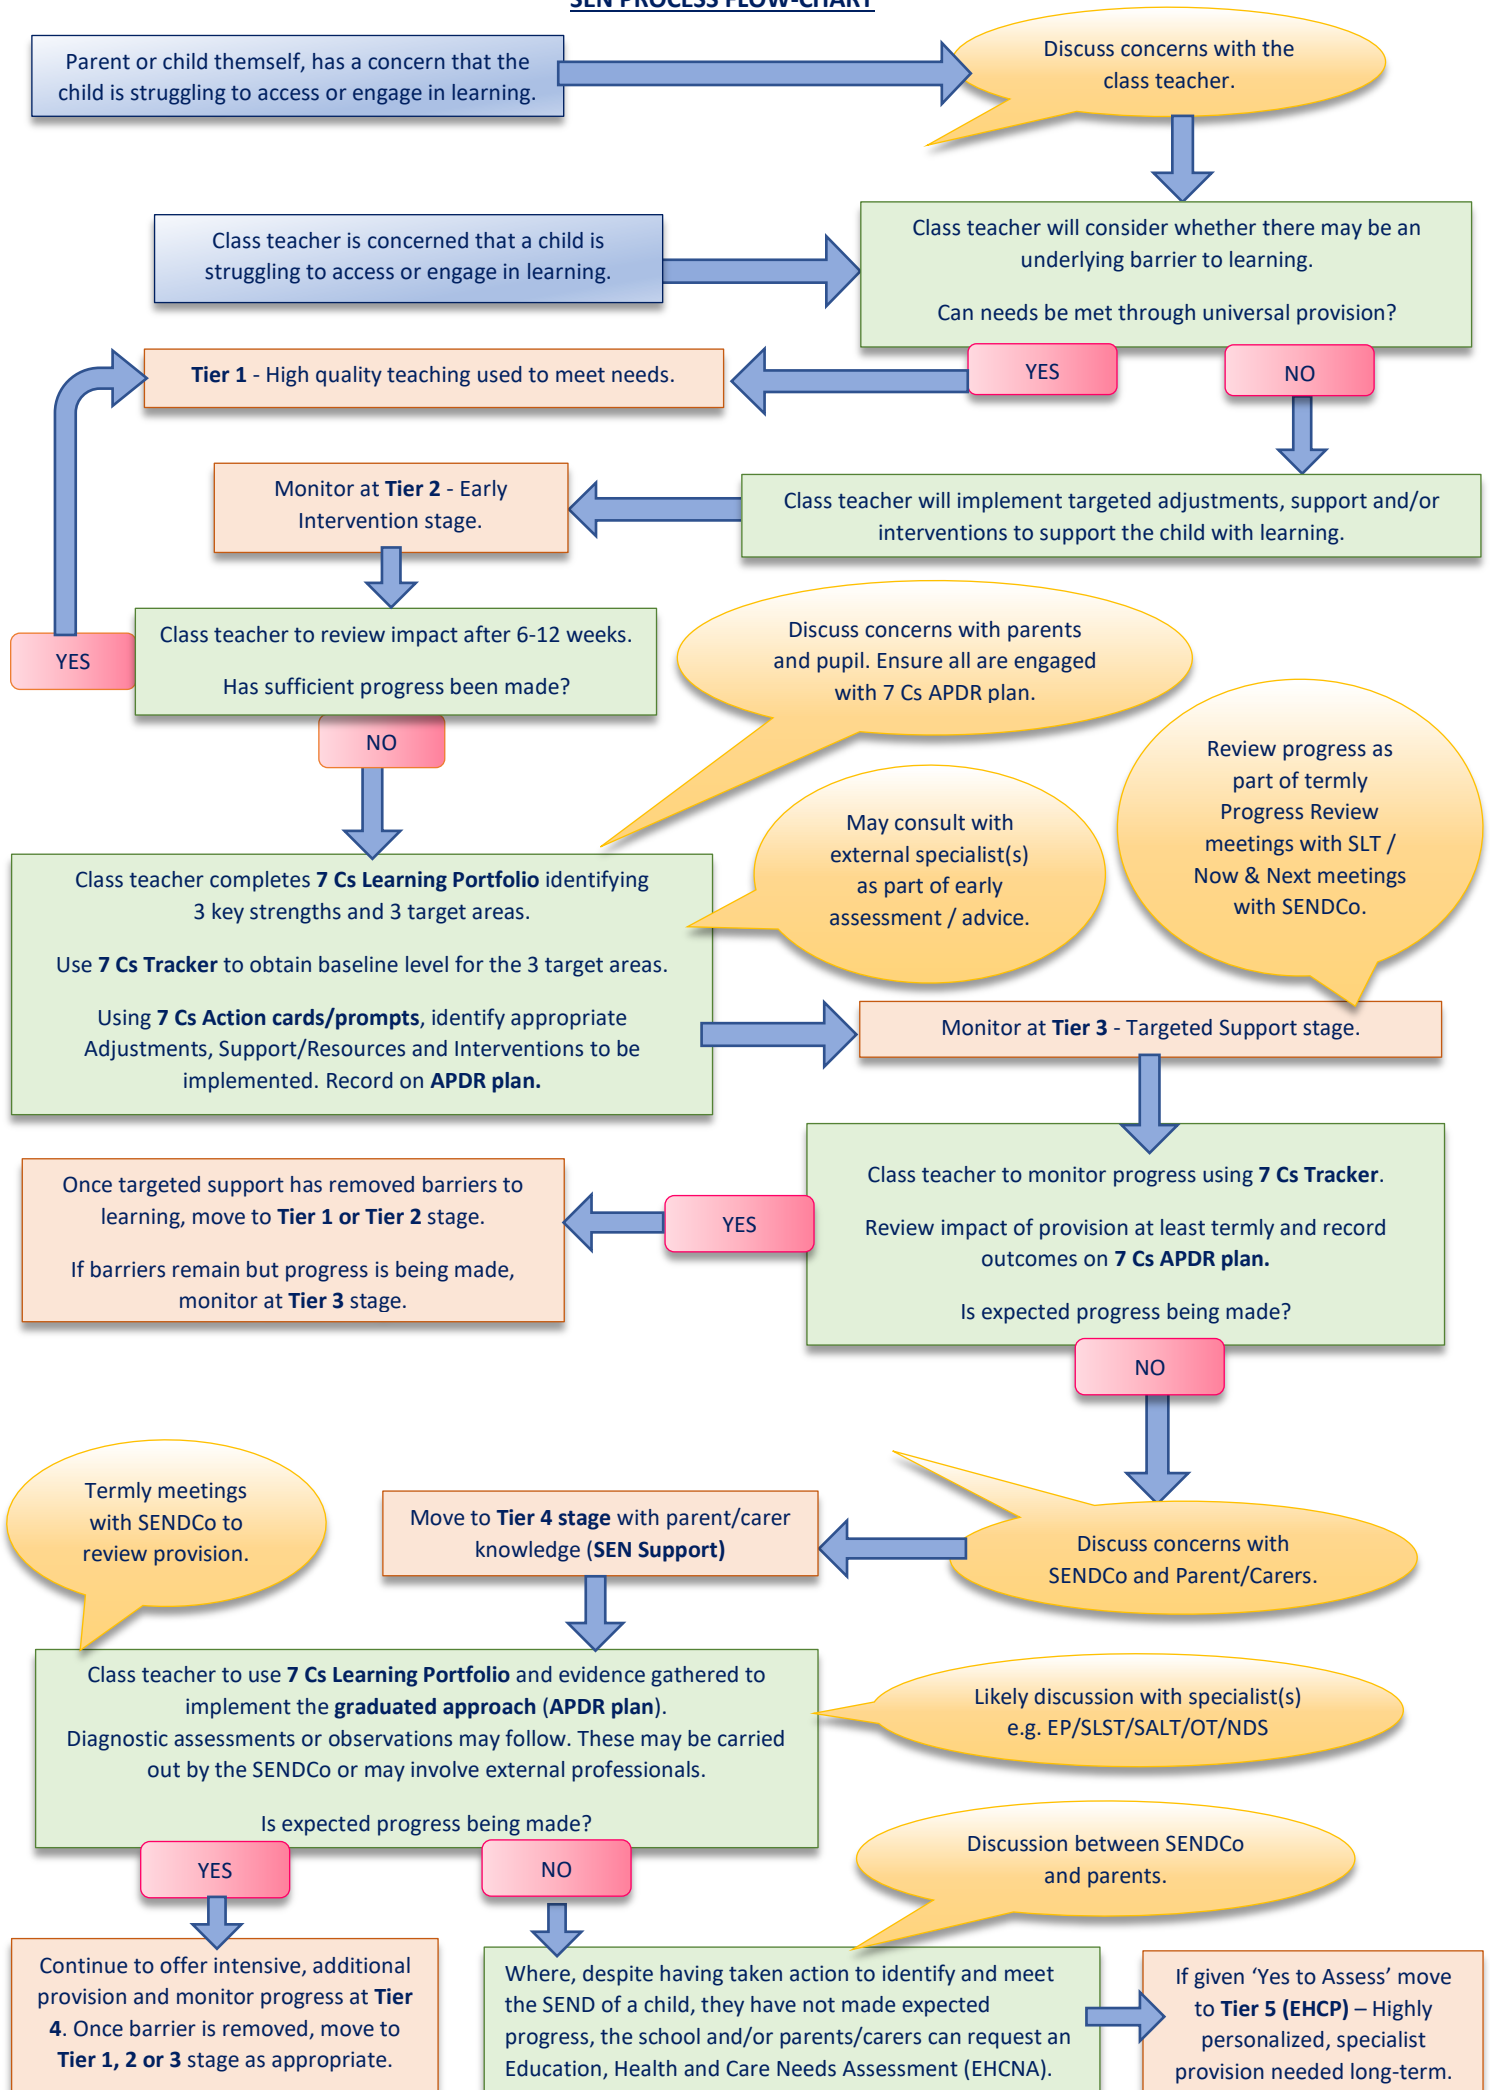 SEN PROCESS FLOW-CHART
Parent or child themself, has a concern that the
child is struggling to access or engage in learning.
Discuss concerns with the
class teacher.
Class teacher is concerned that a child is
struggling to access or engage in learning.
Class teacher will consider whether there may be an
underlying barrier to learning.
Can needs be met through universal provision?
YES
NO
Tier 1 - High quality teaching used to meet needs.
Class teacher will implement targeted adjustments, support and/or
interventions to support the child with learning.
Monitor at Tier 2 - Early
Intervention stage.
Class teacher to review impact after 6-12 weeks.
Has sufficient progress been made?
YES
NO
Discuss concerns with parents
and pupil. Ensure all are engaged
with 7 Cs APDR plan.
May consult with
external specialist(s)
as part of early
assessment / advice.
Review progress as
part of termly
Progress Review
meetings with SLT /
Now & Next meetings
with SENDCo.
Class teacher completes 7 Cs Learning Portfolio identifying
3 key strengths and 3 target areas.
Use 7 Cs Tracker to obtain baseline level for the 3 target areas.
Using 7 Cs Action cards/prompts, identify appropriate
Adjustments, Support/Resources and Interventions to be
implemented. Record on APDR plan.
Monitor at Tier 3 - Targeted Support stage.
Class teacher to monitor progress using 7 Cs Tracker.
Review impact of provision at least termly and record
outcomes on 7 Cs APDR plan.
Is expected progress being made?
YES
NO
Once targeted support has removed barriers to
learning, move to Tier 1 or Tier 2 stage.
If barriers remain but progress is being made,
monitor at Tier 3 stage.
Discuss concerns with
SENDCo and Parent/Carers.
Move to Tier 4 stage with parent/carer
knowledge (SEN Support)
Termly meetings
with SENDCo to
review provision.
Class teacher to use 7 Cs Learning Portfolio and evidence gathered to
implement the graduated approach (APDR plan).
Diagnostic assessments or observations may follow. These may be carried
out by the SENDCo or may involve external professionals.
Is expected progress being made?
Likely discussion with specialist(s)
e.g. EP/SLST/SALT/OT/NDS
YES
NO
Discussion between SENDCo
and parents.
Continue to offer intensive, additional
provision and monitor progress at Tier
4. Once barrier is removed, move to
Tier 1, 2 or 3 stage as appropriate.
Where, despite having taken action to identify and meet
the SEND of a child, they have not made expected
progress, the school and/or parents/carers can request an
Education, Health and Care Needs Assessment (EHCNA).
If given ‘Yes to Assess’ move
to Tier 5 (EHCP) – Highly
personalized, specialist
provision needed long-term.